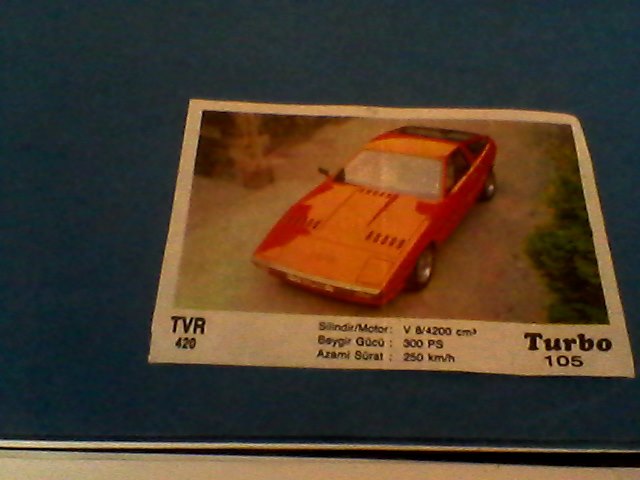 TVR
420
Silindir/Motor: V 8/4200 cm³
Beygir Gücü : 300 PS
Azami Sürat : 250 km/h
Turbo
105